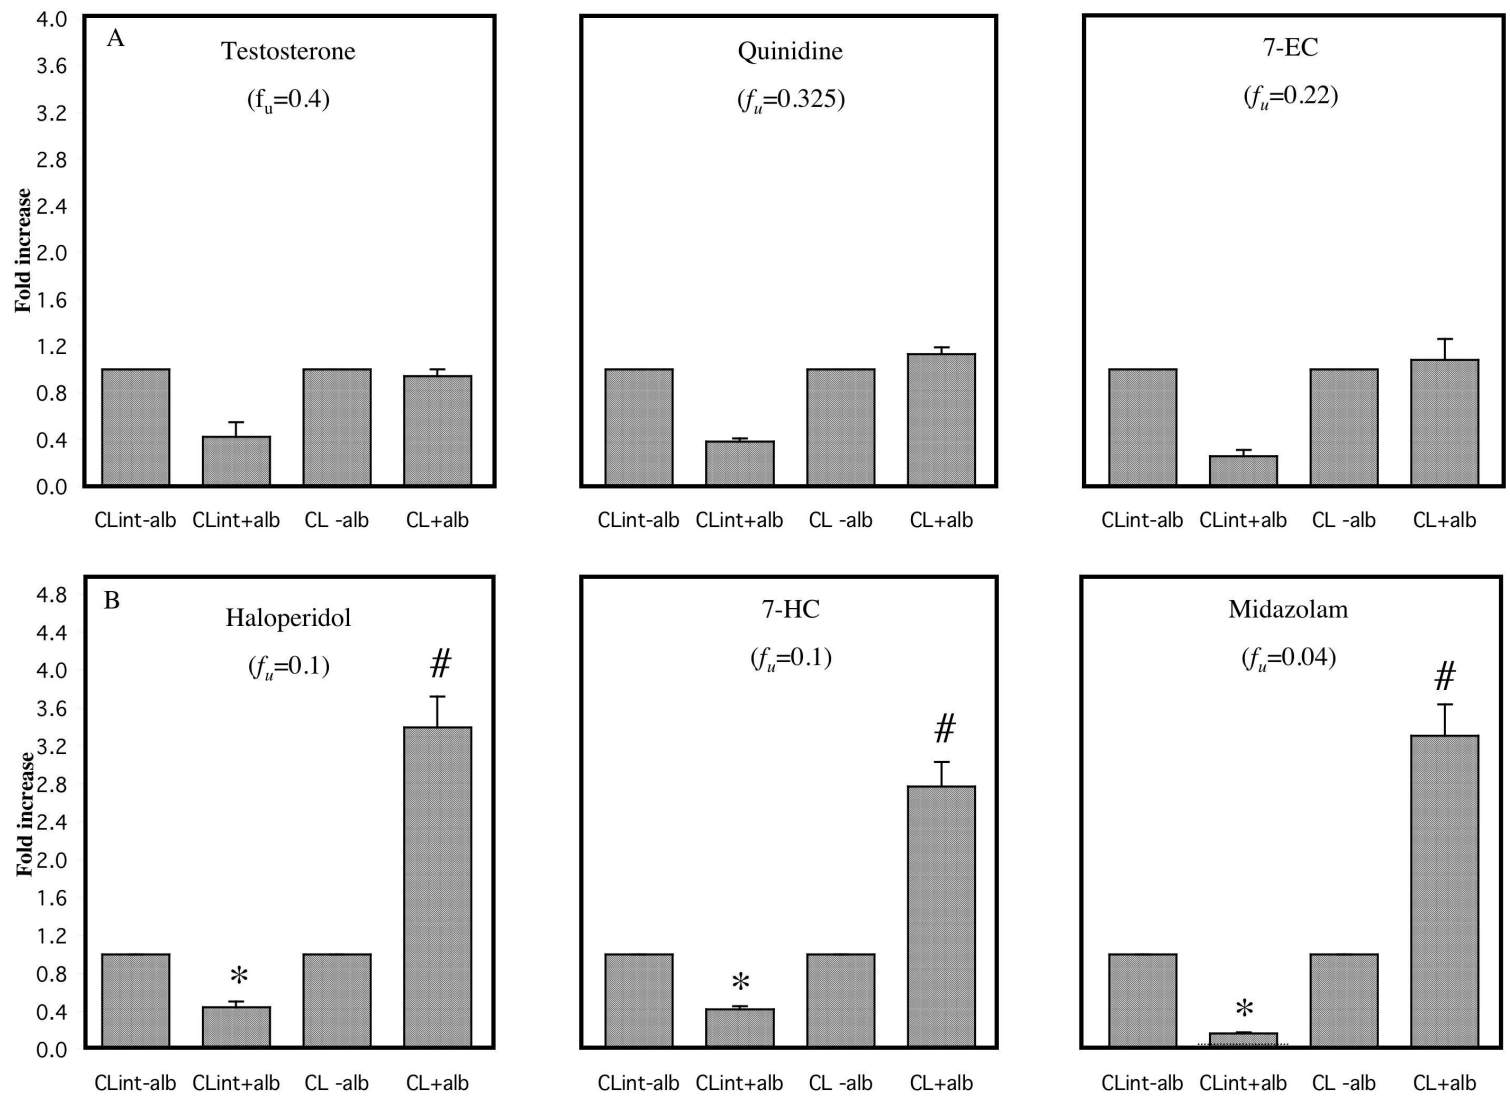 A
Testosterone
(fu=0.4)
Quinidine
(fu=0.325)
7-EC
(fu=0.22)
Fold increase
4.0
3.6
3.2
2.8
2.4
2.0
1.6
1.2
0.8
0.4
0.0
CLint-alb CLint+alb CL -alb CL+alb
CLint-alb CLint+alb CL -alb CL+alb
CLint-alb CLint+alb CL -alb CL+alb
B
Haloperidol
(fu=0.1)
#
*
7-HC
(fu=0.1)
#
*
Midazolam
(fu=0.04)
#
*
Fold increase
4.8
4.4
4.0
3.6
3.2
2.8
2.4
2.0
1.6
1.2
0.8
0.4
0.0
CLint-alb CLint+alb CL -alb CL+alb
CLint-alb CLint+alb CL -alb CL+alb
CLint-alb CLint+alb CL -alb CL+alb